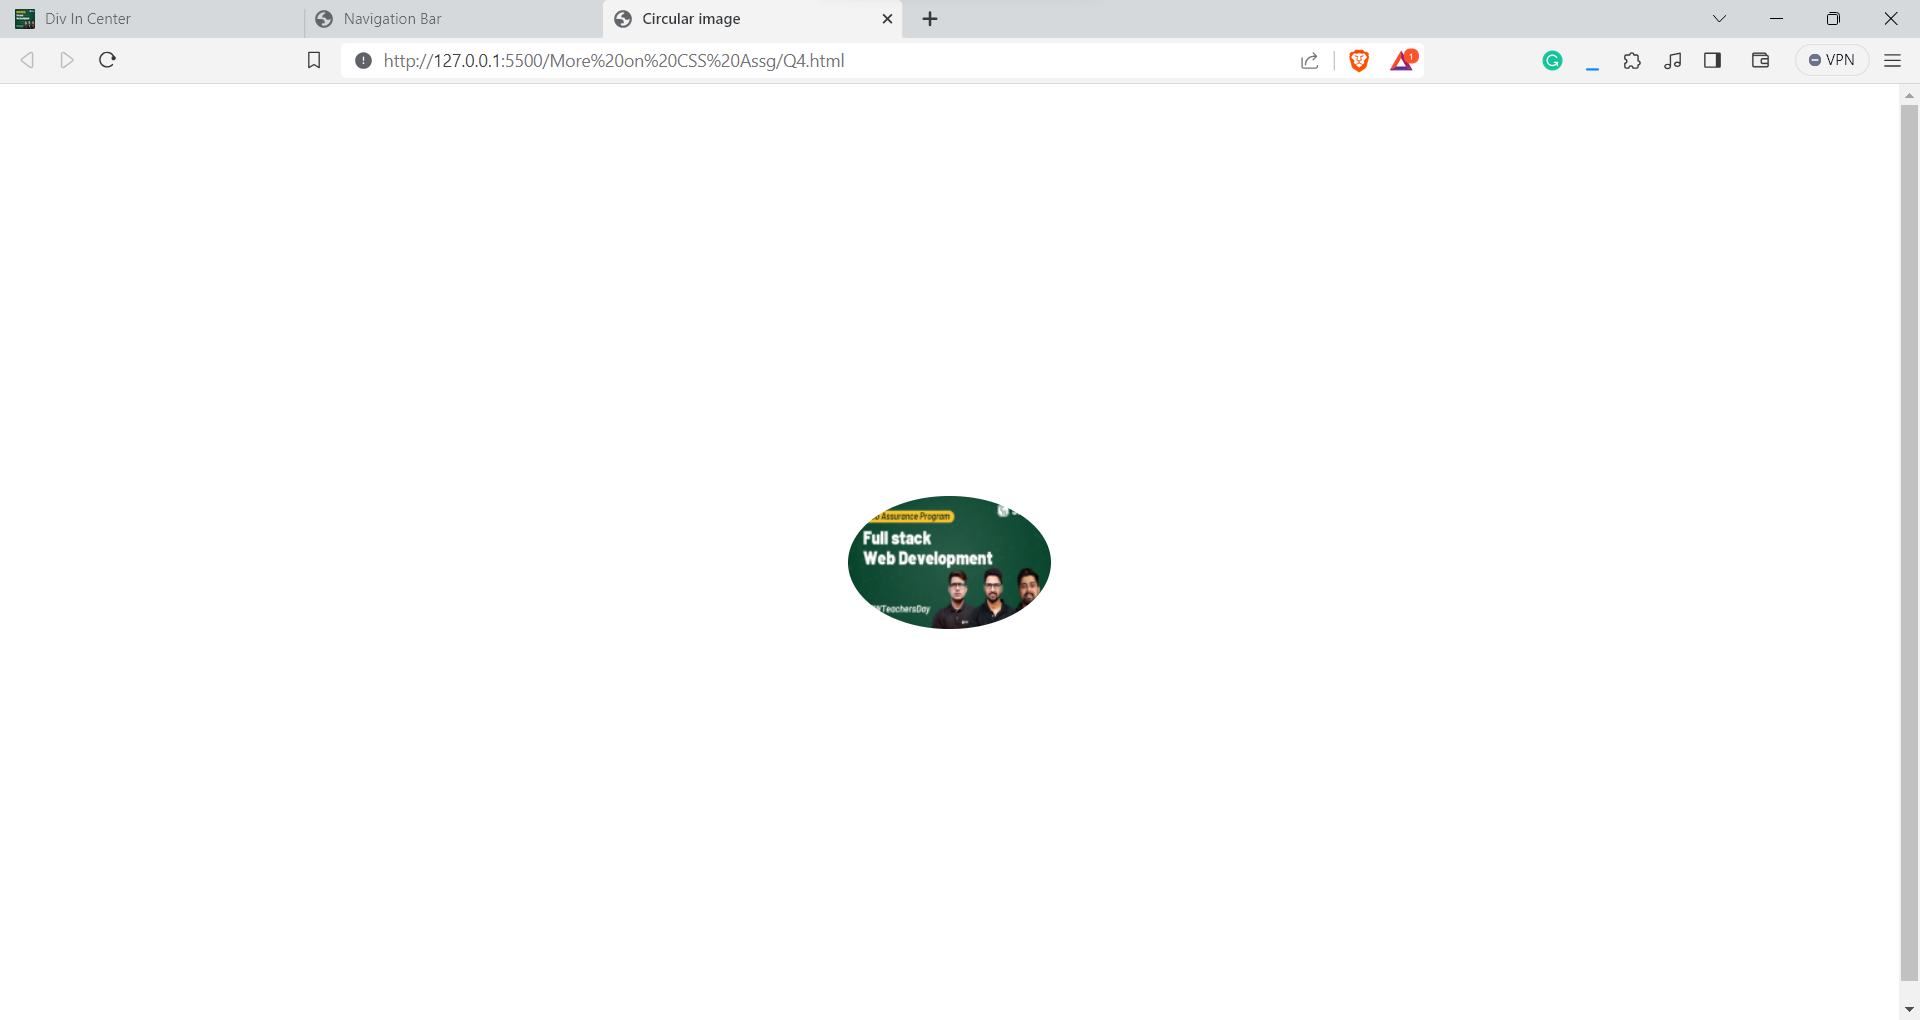 Div In Center
Navigation Bar
Circular image
http://127.0.0.1:5500/More%20on%20CSS%20Assg/Q4.html
1
VPN
Assurance Program
Full stack
Web Development
TeachersDay